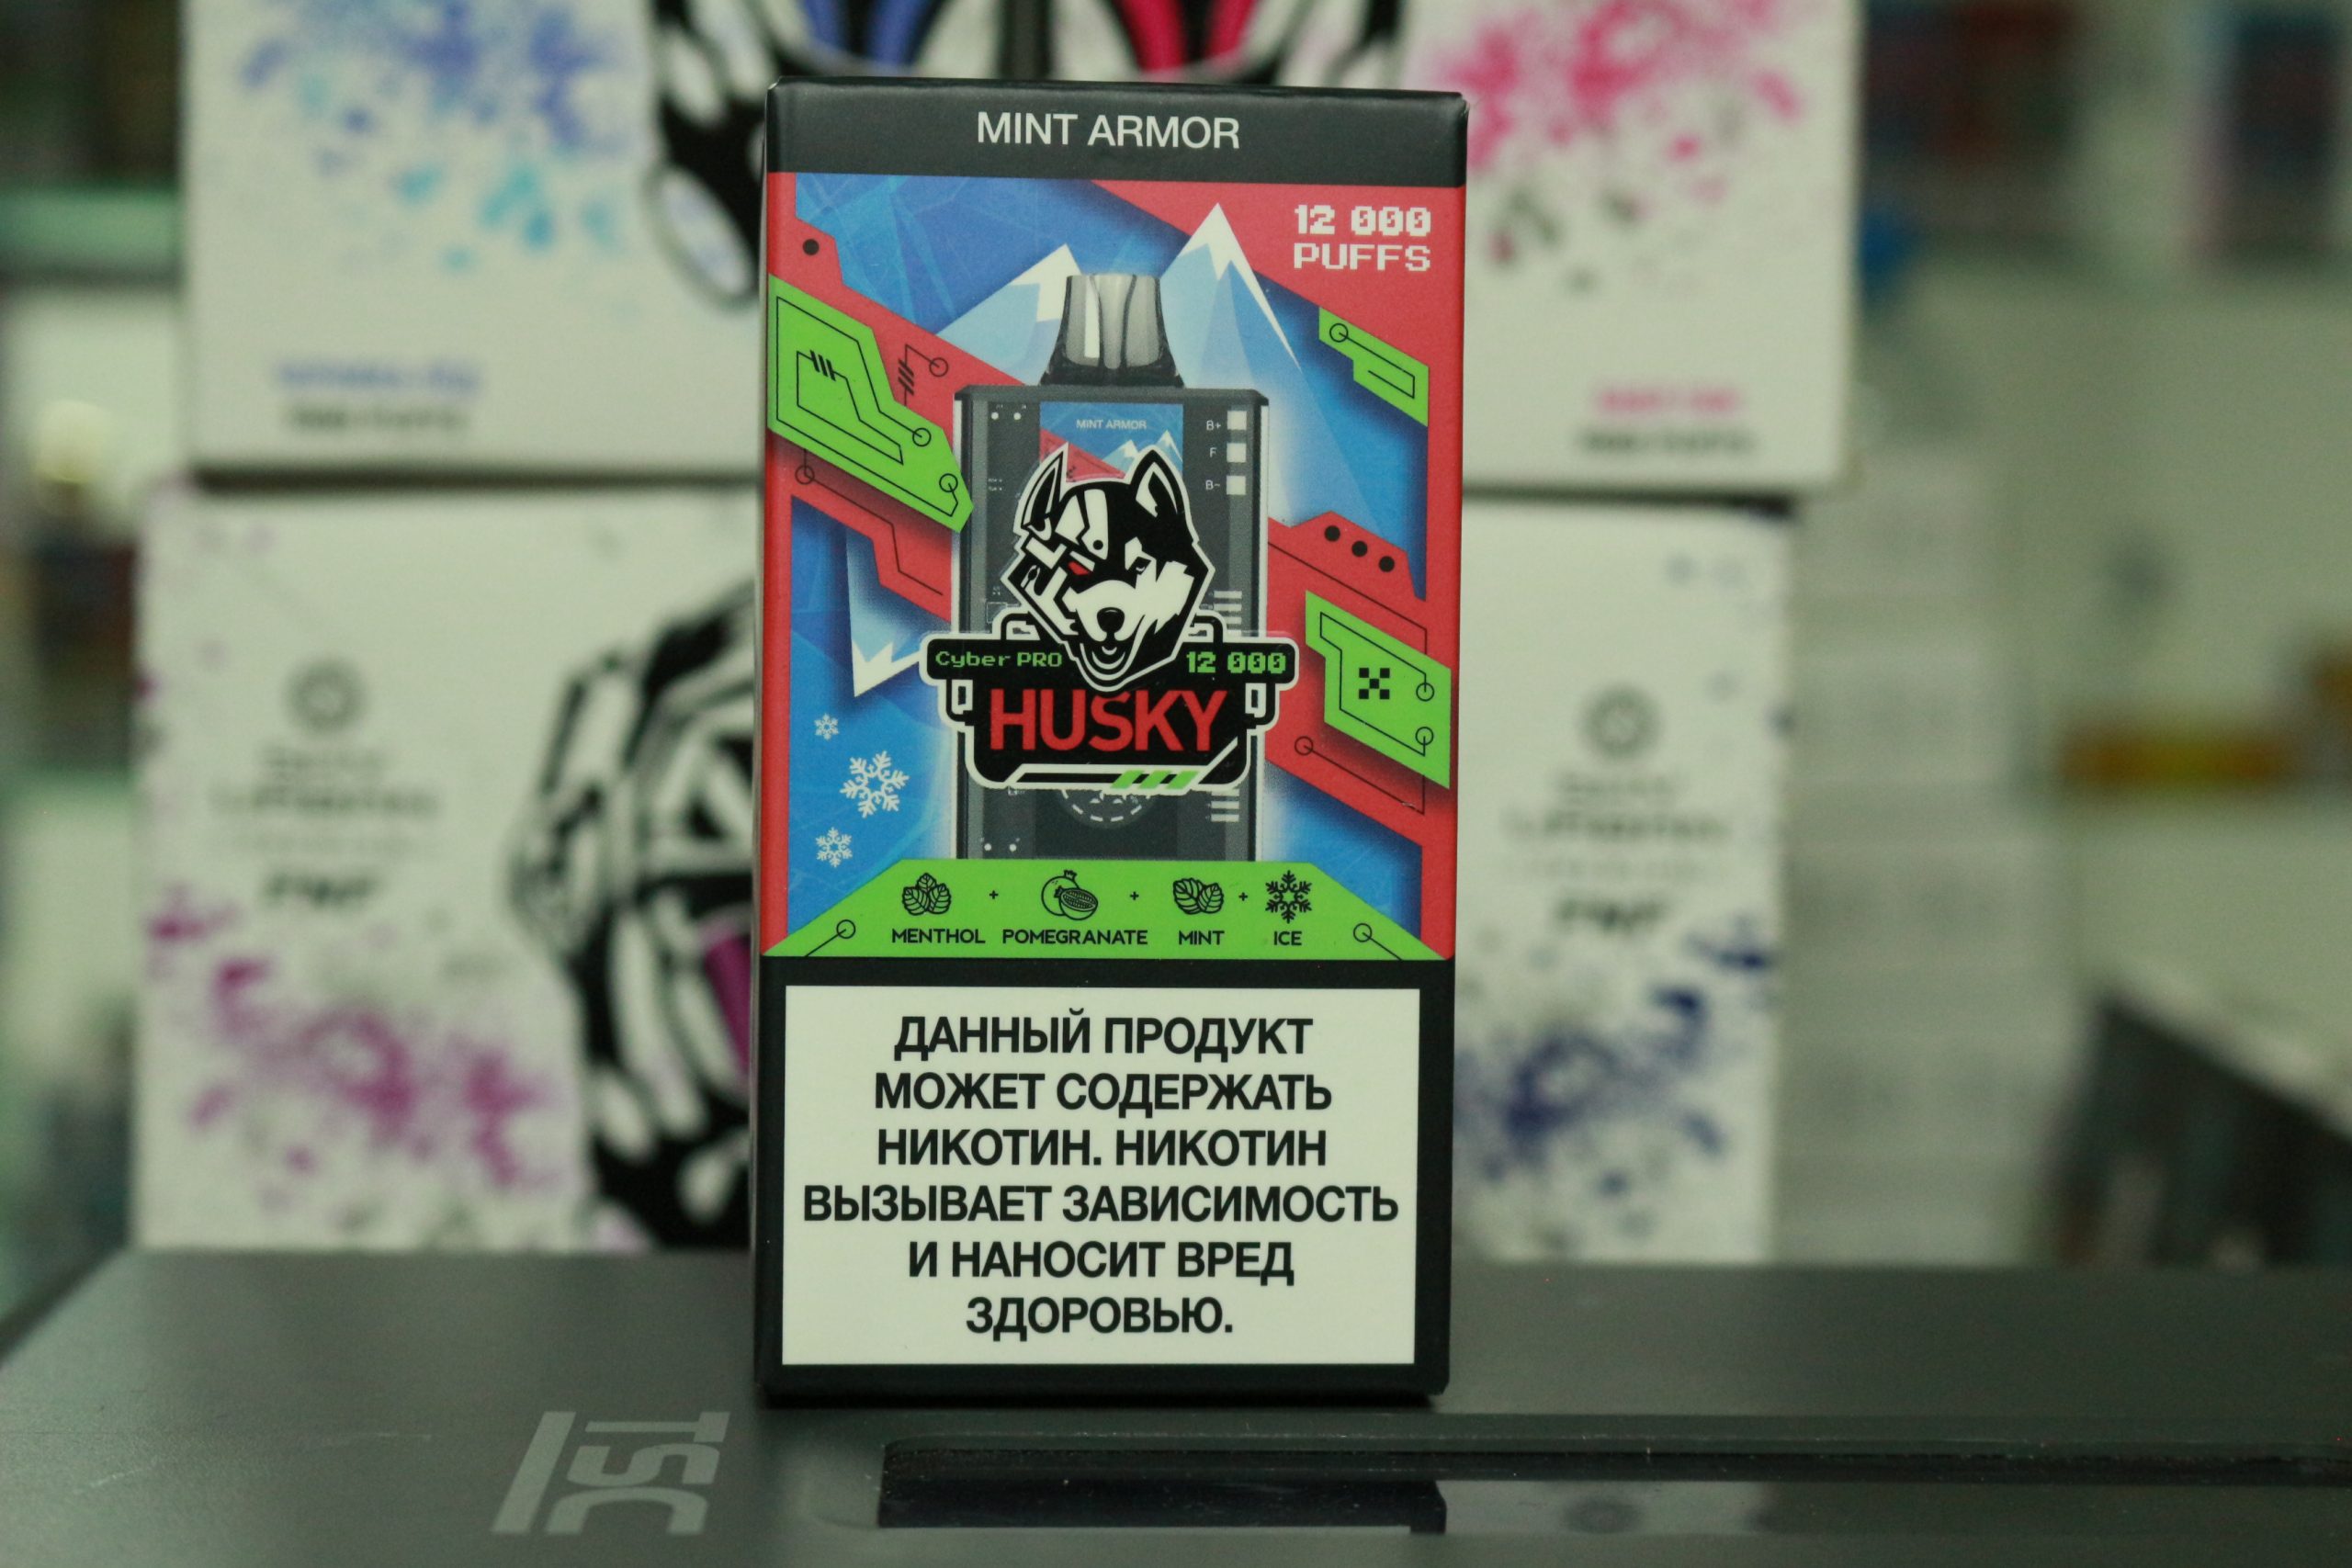 MINT ARMOR
12 000
PUFFS
MINT ARMOR
B+
F
B-
Cyber PRO 12 000
HUSKY
MENTHOL + POMEGRANATE + MINT + ICE
ДАННЫЙ ПРОДУКТ
МОЖЕТ СОДЕРЖАТЬ
НИКОТИН. НИКОТИН
ВЫЗЫВАЕТ ЗАВИСИМОСТЬ
И НАНОСИТ ВРЕД
ЗДОРОВЬЮ.